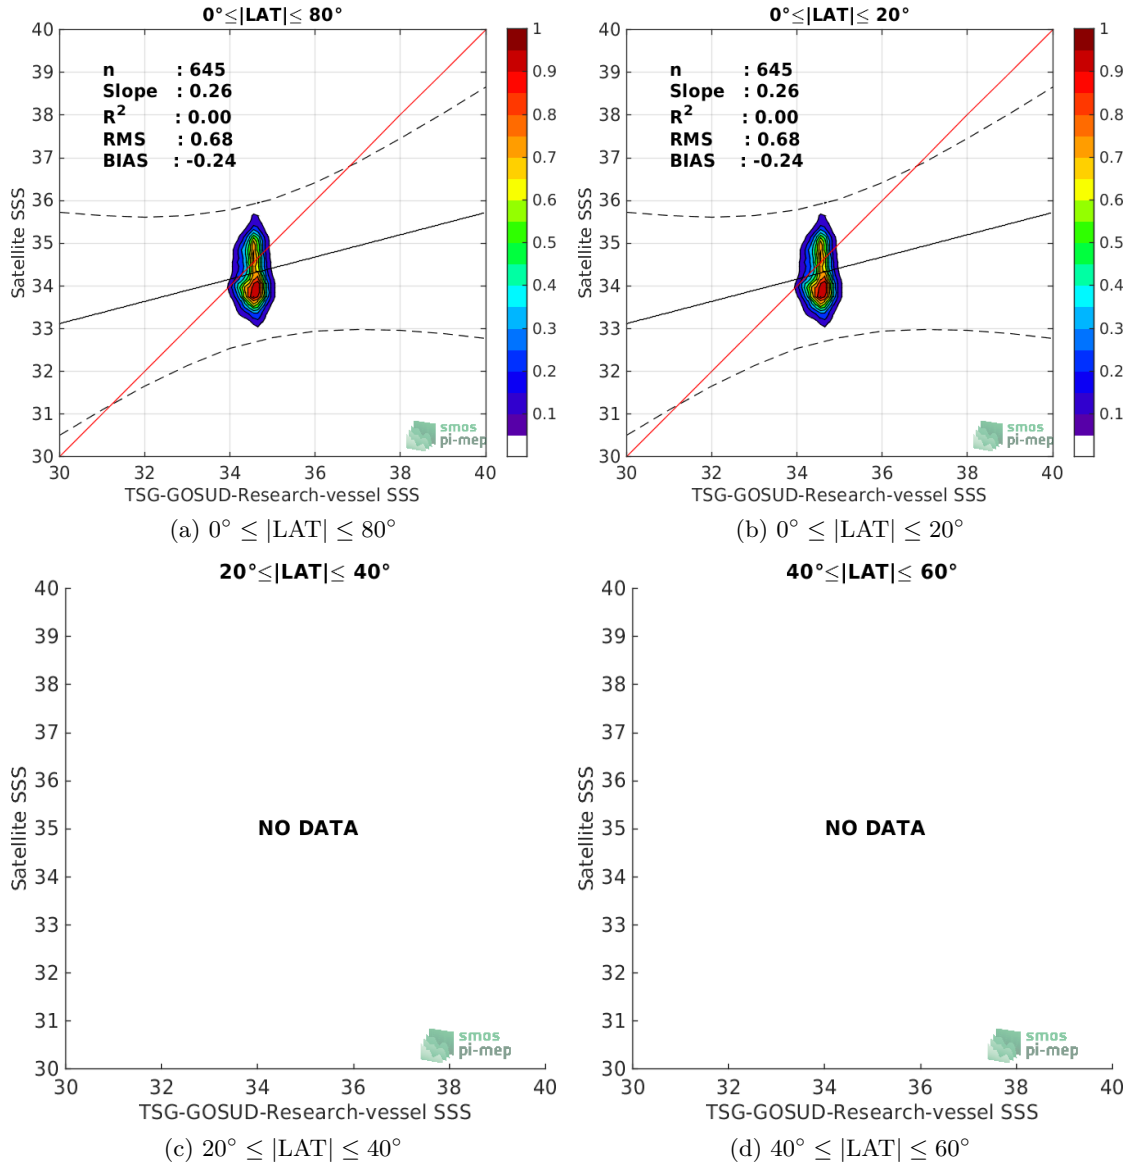 0°≤|LAT|≤ 80°
40
39
38
37
36
35
34
33
32
31
30
Satellite SSS
n : 645
Slope : 0.26
R² : 0.00
RMS : 0.68
BIAS : -0.24
smos
pi-mep
30 32 34 36 38 40
TSG-GOSUD-Research-vessel SSS
1
0.9
0.8
0.7
0.6
0.5
0.4
0.3
0.2
0.1
(a) 0° ≤ |LAT| ≤ 80°
0°≤|LAT|≤ 20°
40
39
38
37
36
35
34
33
32
31
30
Satellite SSS
n : 645
Slope : 0.26
R² : 0.00
RMS : 0.68
BIAS : -0.24
smos
pi-mep
30 32 34 36 38 40
TSG-GOSUD-Research-vessel SSS
1
0.9
0.8
0.7
0.6
0.5
0.4
0.3
0.2
0.1
(b) 0° ≤ |LAT| ≤ 20°
20°≤|LAT|≤ 40°
40
39
38
37
36
35
34
33
32
31
30
Satellite SSS
NO DATA
smos
pi-mep
30 32 34 36 38 40
TSG-GOSUD-Research-vessel SSS
(c) 20° ≤ |LAT| ≤ 40°
40°≤|LAT|≤ 60°
40
39
38
37
36
35
34
33
32
31
30
Satellite SSS
NO DATA
smos
pi-mep
30 32 34 36 38 40
TSG-GOSUD-Research-vessel SSS
(d) 40° ≤ |LAT| ≤ 60°